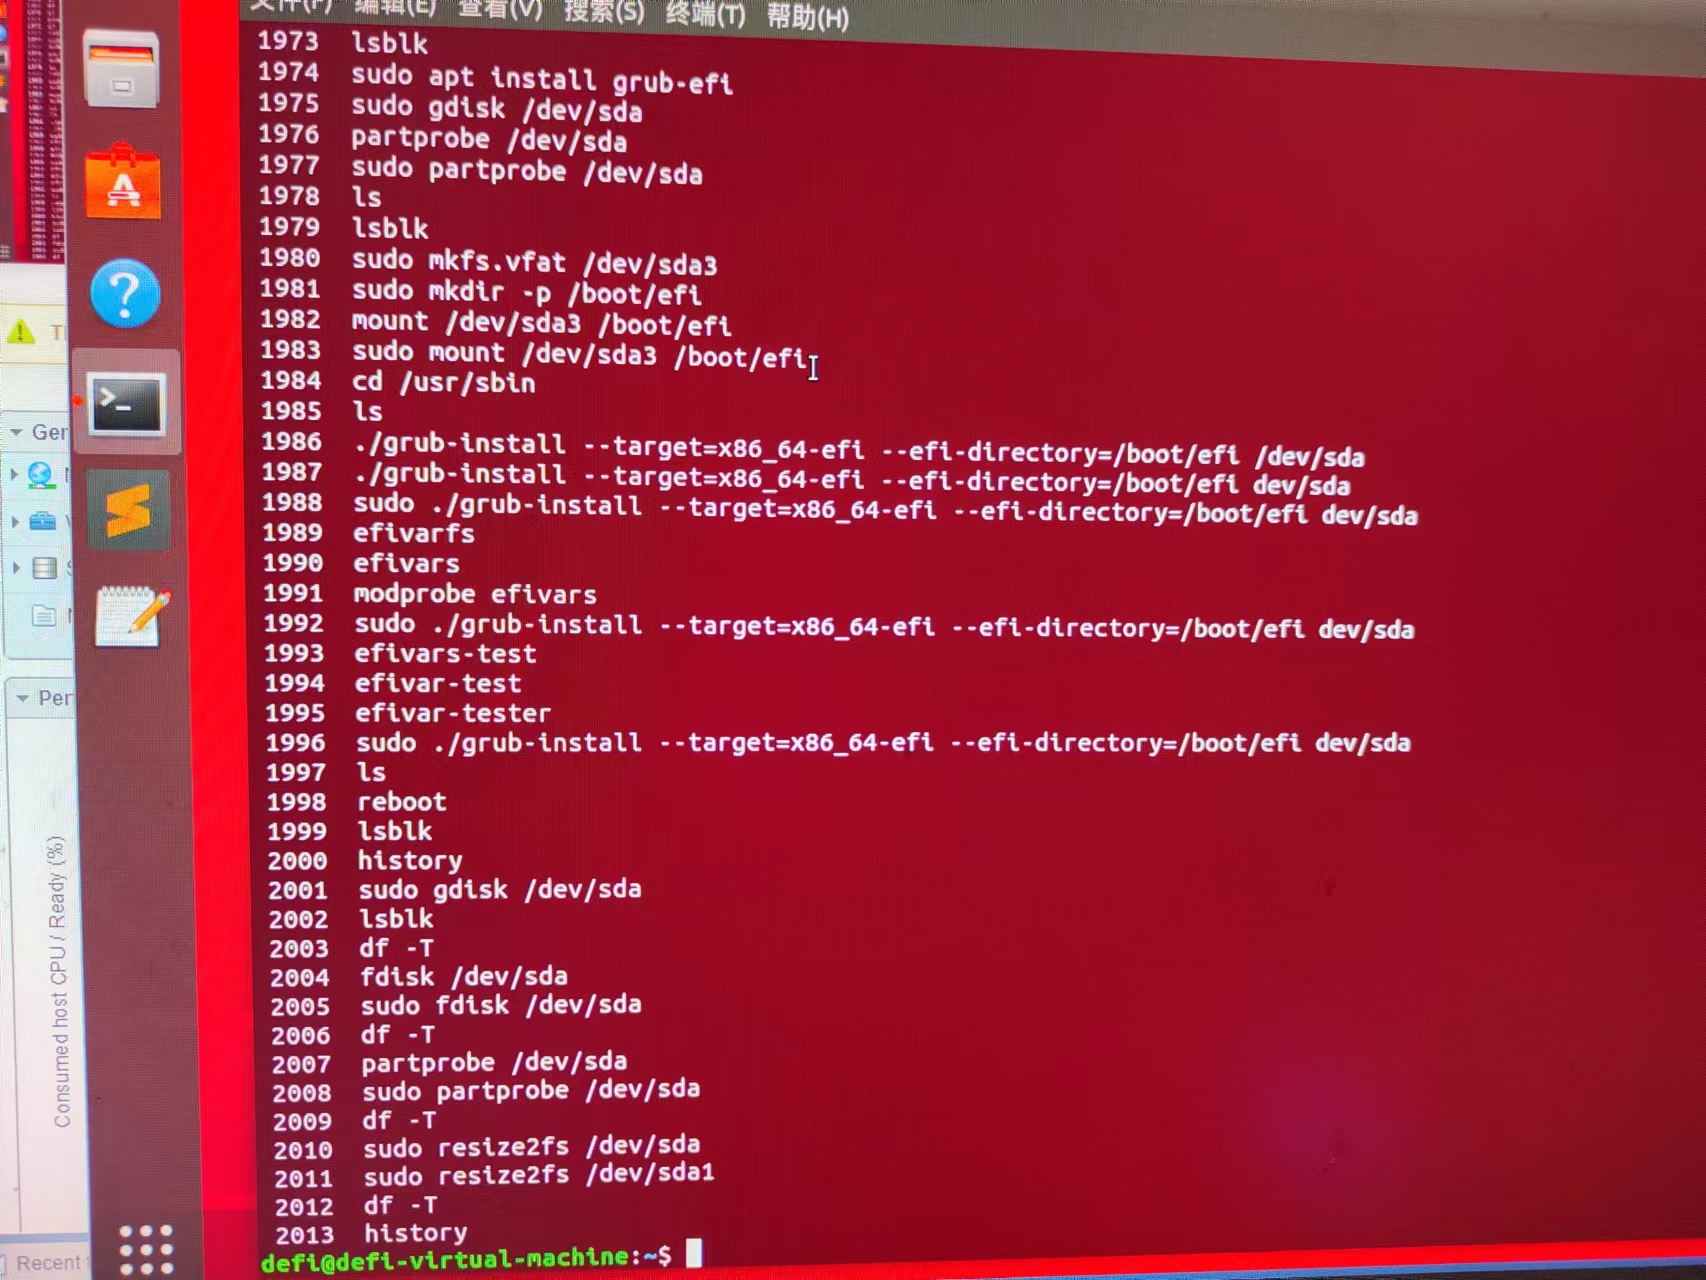 文件(F) 编辑(E) 查看(V) 搜索(S) 终端(T) 帮助(H)
1973 lsblk
1974 sudo apt install grub-efi
1975 sudo gdisk /dev/sda
1976 partprobe /dev/sda
1977 sudo partprobe /dev/sda
1978 ls
1979 lsblk
1980 sudo mkfs.vfat /dev/sda3
1981 sudo mkdir -p /boot/efi
1982 mount /dev/sda3 /boot/efi
1983 sudo mount /dev/sda3 /boot/efi
1984 cd /usr/sbin
1985 ls
1986 ./grub-install --target=x86_64-efi --efi-directory=/boot/efi /dev/sda
1987 ./grub-install --target=x86_64-efi --efi-directory=/boot/efi dev/sda
1988 sudo ./grub-install --target=x86_64-efi --efi-directory=/boot/efi dev/sda
1989 efivarfs
1990 efivars
1991 modprobe efivars
1992 sudo ./grub-install --target=x86_64-efi --efi-directory=/boot/efi dev/sda
1993 efivars-test
1994 efivar-test
1995 efivar-tester
1996 sudo ./grub-install --target=x86_64-efi --efi-directory=/boot/efi dev/sda
1997 ls
1998 reboot
1999 lsblk
2000 history
2001 sudo gdisk /dev/sda
2002 lsblk
2003 df -T
2004 fdisk /dev/sda
2005 sudo fdisk /dev/sda
2006 df -T
2007 partprobe /dev/sda
2008 sudo partprobe /dev/sda
2009 df -T
2010 sudo resize2fs /dev/sda
2011 sudo resize2fs /dev/sda1
2012 df -T
2013 history
defi@defi-virtual-machine:~$
Ger
Per
Consumed host CPU / Ready (%)
Recent